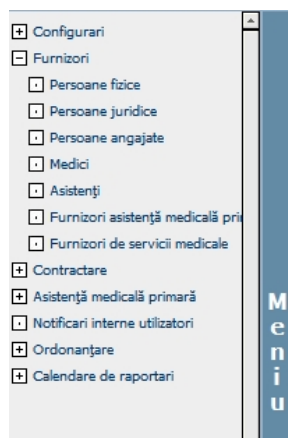 Configurari
Furnizori
Persoane fizice
Persoane juridice
Persoane angajate
Medici
Asistenţi
Furnizori asistenţă medicală pri
Furnizori de servicii medicale
Contractare
Asistenţă medicală primară
Notificari interne utilizatori
Ordonanţare
Calendare de raportari
Meniu